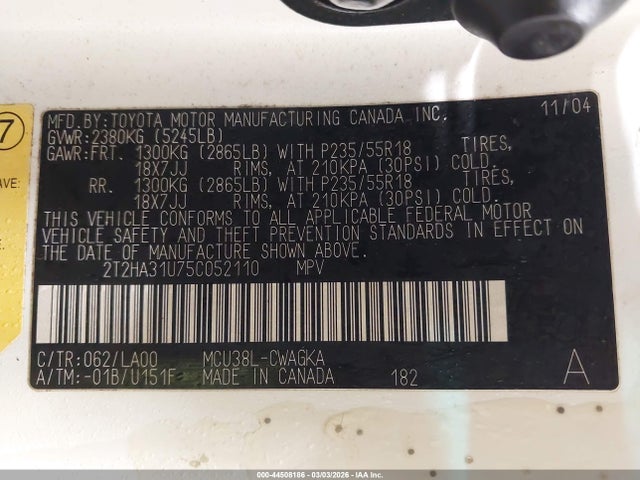 7
AVE:
MFD. BY: TOYOTA MOTOR MANUFACTURING CANADA INC. 11/04
GVWR: 2380KG (5245LB)
GAWR: FRT. 1300KG (2865LB) WITH P235/55R18 TIRES,
18X7JJ RIMS, AT 210KPA (30PSI) COLD.
RR. 1300KG (2865LB) WITH P235/55R18 TIRES,
18X7JJ RIMS, AT 210KPA (30PSI) COLD.
THIS VEHICLE CONFORMS TO ALL APPLICABLE FEDERAL MOTOR
VEHICLE SAFETY AND THEFT PREVENTION STANDARDS IN EFFECT ON
THE DATE OF MANUFACTURE SHOWN ABOVE.
2T2HA31U75C052110 MPV
C/TR: 062/LA00 MCU38L-CWAGKA
A/TM: -01B/U151F MADE IN CANADA 182 A
000-44508166 - 03/03/2026 - IAA Inc.